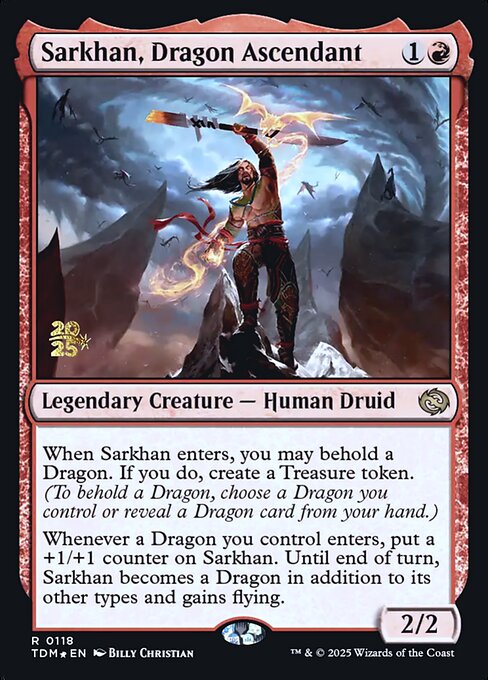 Sarkhan, Dragon Ascendant 1
2025
Legendary Creature — Human Druid
When Sarkhan enters, you may behold a
Dragon. If you do, create a Treasure token.
(To behold a Dragon, choose a Dragon you
control or reveal a Dragon card from your hand.)
Whenever a Dragon you control enters, put a
+1/+1 counter on Sarkhan. Until end of turn,
Sarkhan becomes a Dragon in addition to its
other types and gains flying.
2/2
R 0118
TDM★EN Billy Christian
™ & © 2025 Wizards of the Coast